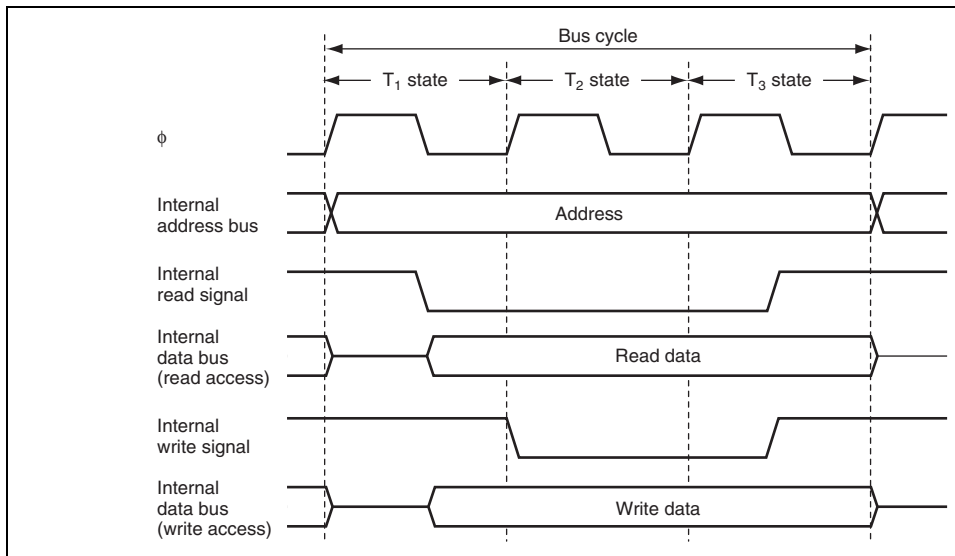 Bus cycle
T₁ state
T₂ state
T₃ state
ϕ
Internal
address bus
Address
Internal
read signal
Internal
data bus
(read access)
Read data
Internal
write signal
Internal
data bus
(write access)
Write data